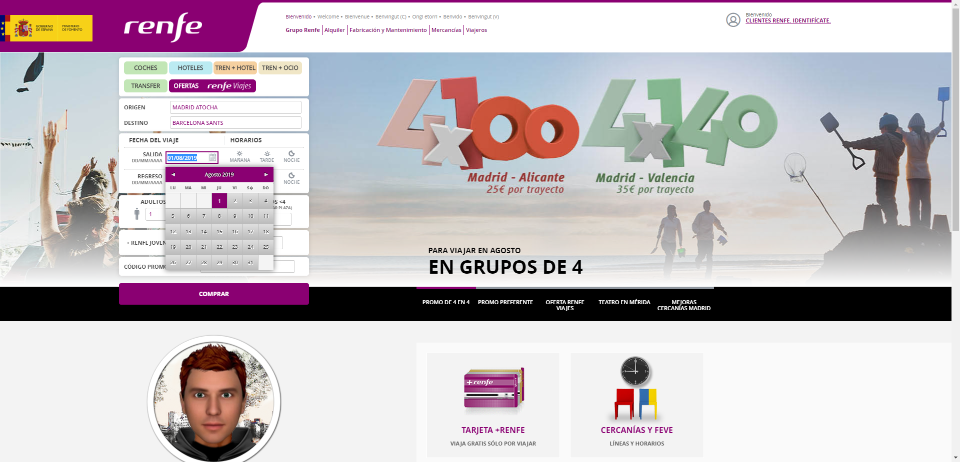 GOBIERNO DE ESPAÑA
MINISTERIO DE FOMENTO
renfe
Bienvenido • Welcome • Bienvenue • Benvingut (c) • Ongi etorri • Benvido • Benvingut (v)
Grupo Renfe | Alquiler | Fabricación y Mantenimiento | Mercancías | Viajeros
Bienvenido
CLIENTES RENFE. IDENTIFÍCATE.
COCHES
HOTELES
TREN + HOTEL
TREN + OCIO
TRANSFER
OFERTAS renfe Viajes
ORIGEN MADRID ATOCHA
DESTINO BARCELONA SANTS
FECHA DEL VIAJE HORARIOS
SALIDA 01/08/2019
DD/MM/AAAA
MAÑANA TARDE NOCHE
REGRESO
DD/MM/AAAA
NOCHE
Agosto 2019
LU MA MI JU VI SA DO
1 2 3 4
5 6 7 8 9 10 11
12 13 14 15 16 17 18
19 20 21 22 23 24 25
26 27 28 29 30 31
ADULTOS
1
<4
+ RENFE JOVEN
CÓDIGO PROMO
COMPRAR
4x100
Madrid - Alicante
25€ por trayecto
4x140
Madrid - Valencia
35€ por trayecto
PARA VIAJAR EN AGOSTO
EN GRUPOS DE 4
PROMO DE 4 EN 4
PROMO PREFERENTE
OFERTA RENFE VIAJES
TEATRO EN MÉRIDA
MEJORAS CERCANÍAS MADRID
+renfe
TARJETA +RENFE
VIAJA GRATIS SÓLO POR VIAJAR
CERCANÍAS Y FEVE
LÍNEAS Y HORARIOS